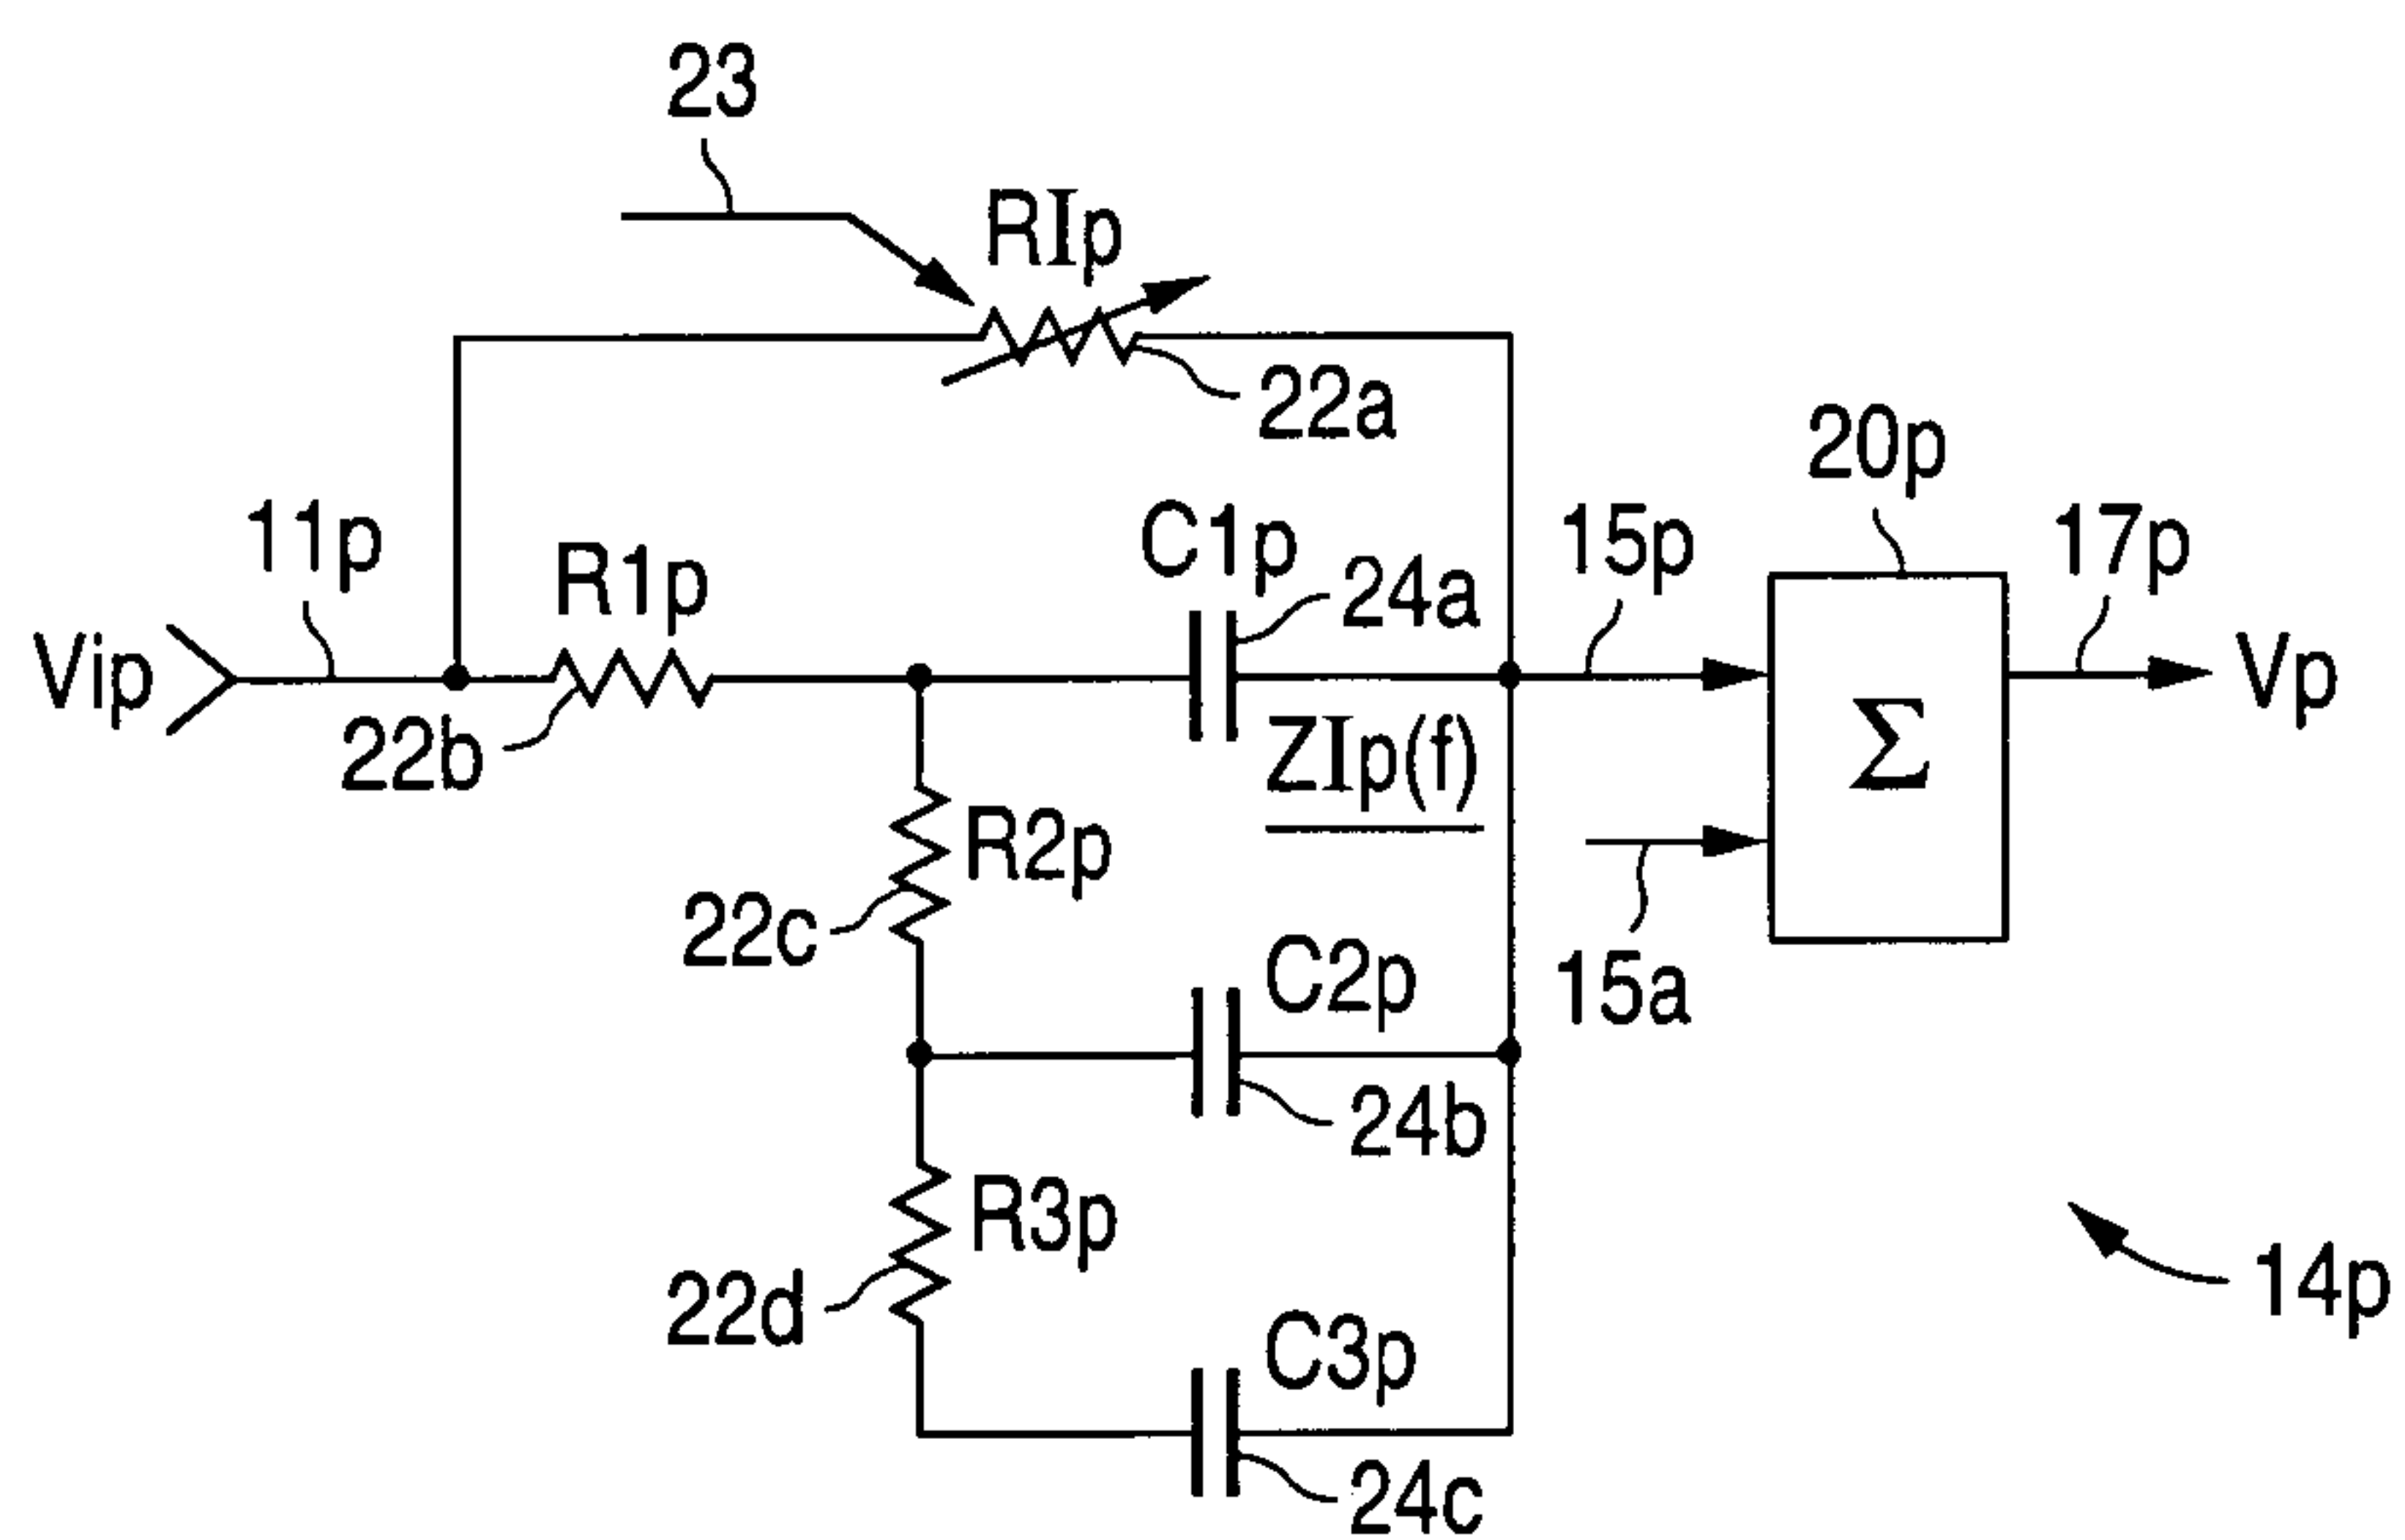 23
RIp
22a
20p
11p
R1p
C1p
24a
15p
17p
Vip
22b
ZIp(f)
Σ
Vp
R2p
22c
C2p
15a
24b
R3p
22d
14p
C3p
24c